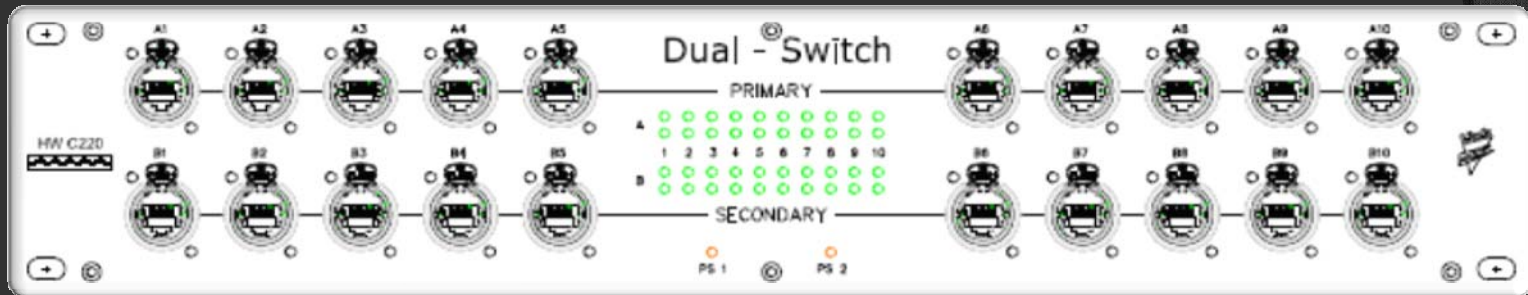 A1 A2 A3 A4 A5
Dual - Switch
A6 A7 A8 A9 A10
PRIMARY
A
1 2 3 4 5 6 7 8 9 10
B
HW C220
B1 B2 B3 B4 B5
B6 B7 B8 B9 B10
SECONDARY
PS 1
PS 2